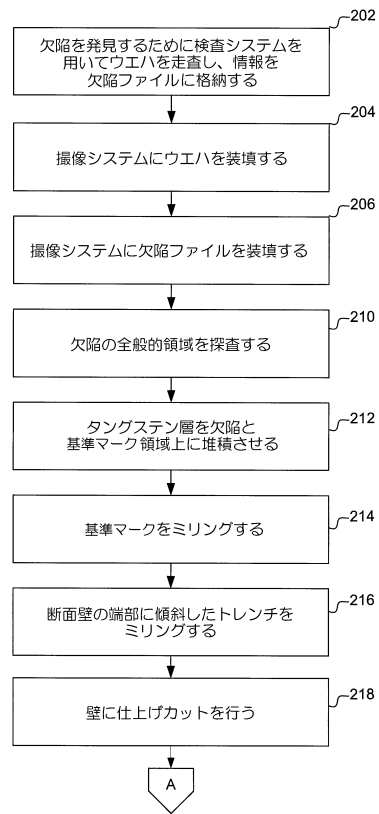 202
欠陥を発見するために検査システムを
用いてウエハを走査し、情報を
欠陥ファイルに格納する
204
撮像システムにウエハを装填する
206
撮像システムに欠陥ファイルを装填する
210
欠陥の全般的領域を探査する
212
タングステン層を欠陥と
基準マーク領域上に堆積させる
214
基準マークをミリングする
216
断面壁の端部に傾斜したトレンチを
ミリングする
218
壁に仕上げカットを行う
A